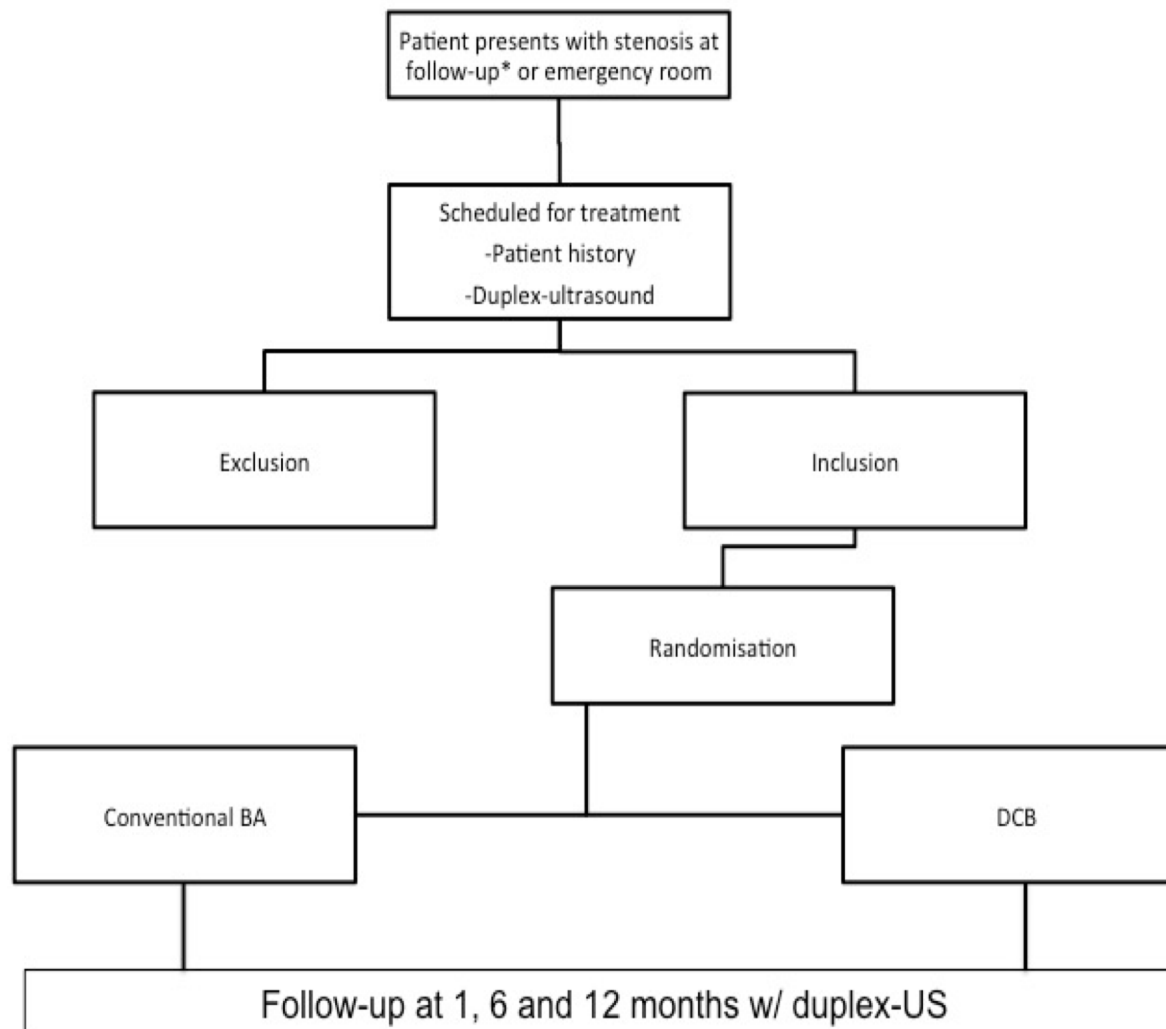 Patient presents with stenosis at
follow-up* or emergency room
Scheduled for treatment
-Patient history
-Duplex-ultrasound
Exclusion
Inclusion
Randomisation
Conventional BA
DCB
Follow-up at 1, 6 and 12 months w/ duplex-US